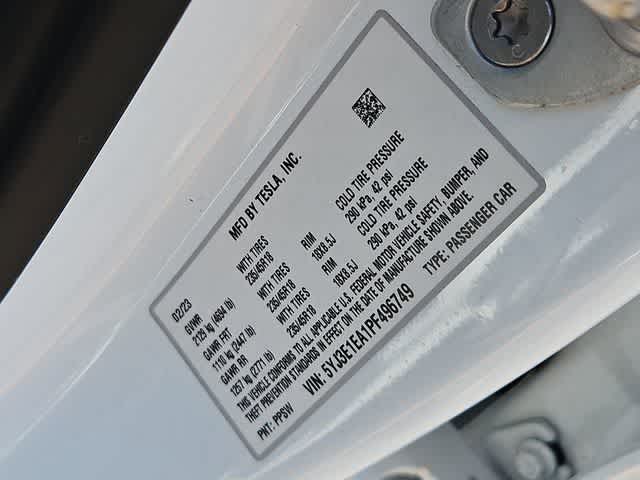 MFD BY TESLA, INC.
02/23
GVWR WITH TIRES RIM COLD TIRE PRESSURE
2129 kg (4694 lb) 235/45R18 18X8.5J 290 kPa, 42 psi
GAWR FRT WITH TIRES RIM COLD TIRE PRESSURE
1110 kg (2447 lb) 235/45R18 18X8.5J 290 kPa, 42 psi
GAWR RR WITH TIRES
1257 kg (2771 lb) 235/45R18
THIS VEHICLE CONFORMS TO ALL APPLICABLE U.S. FEDERAL MOTOR VEHICLE SAFETY, BUMPER, AND
THEFT PREVENTION STANDARDS IN EFFECT ON THE DATE OF MANUFACTURE SHOWN ABOVE.
VIN: 5YJ3E1EA1PF496749 TYPE: PASSENGER CAR
PNT: PPSW
C